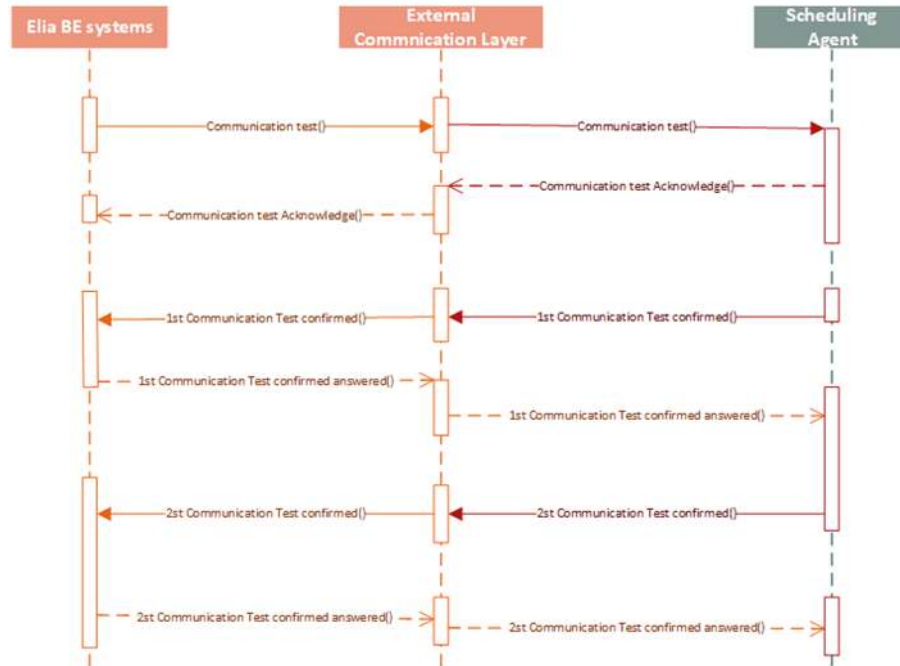 Elia BE systems
External
Commnication Layer
Scheduling
Agent
Communication test()
Communication test()
Communication test Acknowledge()
Communication test Acknowledge()
1st Communication Test confirmed()
1st Communication Test confirmed()
1st Communication Test confirmed answered()
1st Communication Test confirmed answered()
2st Communication Test confirmed()
2st Communication Test confirmed()
2st Communication Test confirmed answered()
2st Communication Test confirmed answered()